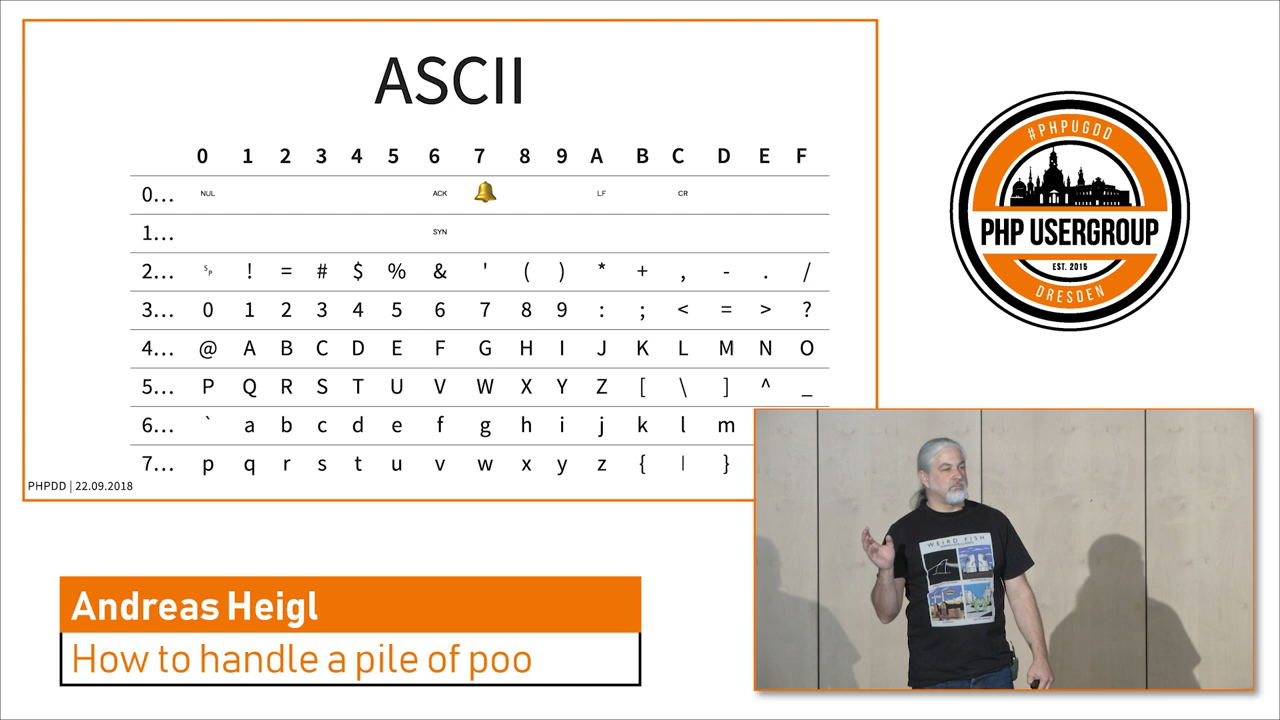 ASCII
0 1 2 3 4 5 6 7 8 9 A B C D E F
0... NUL ACK LF CR
1... SYN
2... Sp ! = # $ % & ' ( ) * + , - . /
3... 0 1 2 3 4 5 6 7 8 9 : ; < = > ?
4... @ A B C D E F G H I J K L M N O
5... P Q R S T U V W X Y Z [ \ ] ^ _
6... ` a b c d e f g h i j k l m
7... p q r s t u v w x y z { | }
PHPDD | 22.09.2018
#PHPUGDD
PHP USERGROUP
EST. 2015
DRESDEN
WEIRD FISH
Andreas Heigl
How to handle a pile of poo